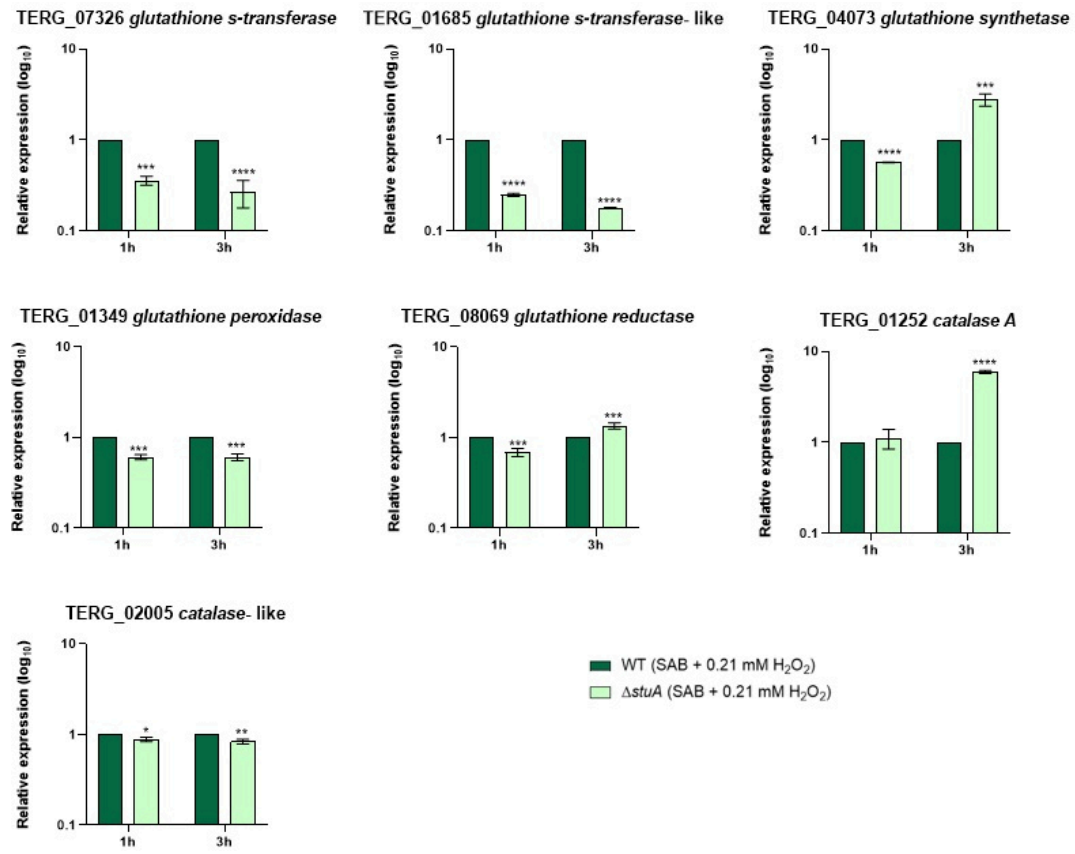 TERG_07326 glutathione s-transferase
Relative expression (log10)
10
1
0.1
***
****
1h
3h
TERG_01685 glutathione s-transferase- like
Relative expression (log10)
10
1
0.1
****
****
1h
3h
TERG_04073 glutathione synthetase
Relative expression (log10)
10
1
0.1
****
***
1h
3h
TERG_01349 glutathione peroxidase
Relative expression (log10)
10
1
0.1
***
***
1h
3h
TERG_08069 glutathione reductase
Relative expression (log10)
10
1
0.1
***
***
1h
3h
TERG_01252 catalase A
Relative expression (log10)
10
1
0.1
****
1h
3h
TERG_02005 catalase- like
Relative expression (log10)
10
1
0.1
*
**
1h
3h
WT (SAB + 0.21 mM H2O2)
ΔstuA (SAB + 0.21 mM H2O2)